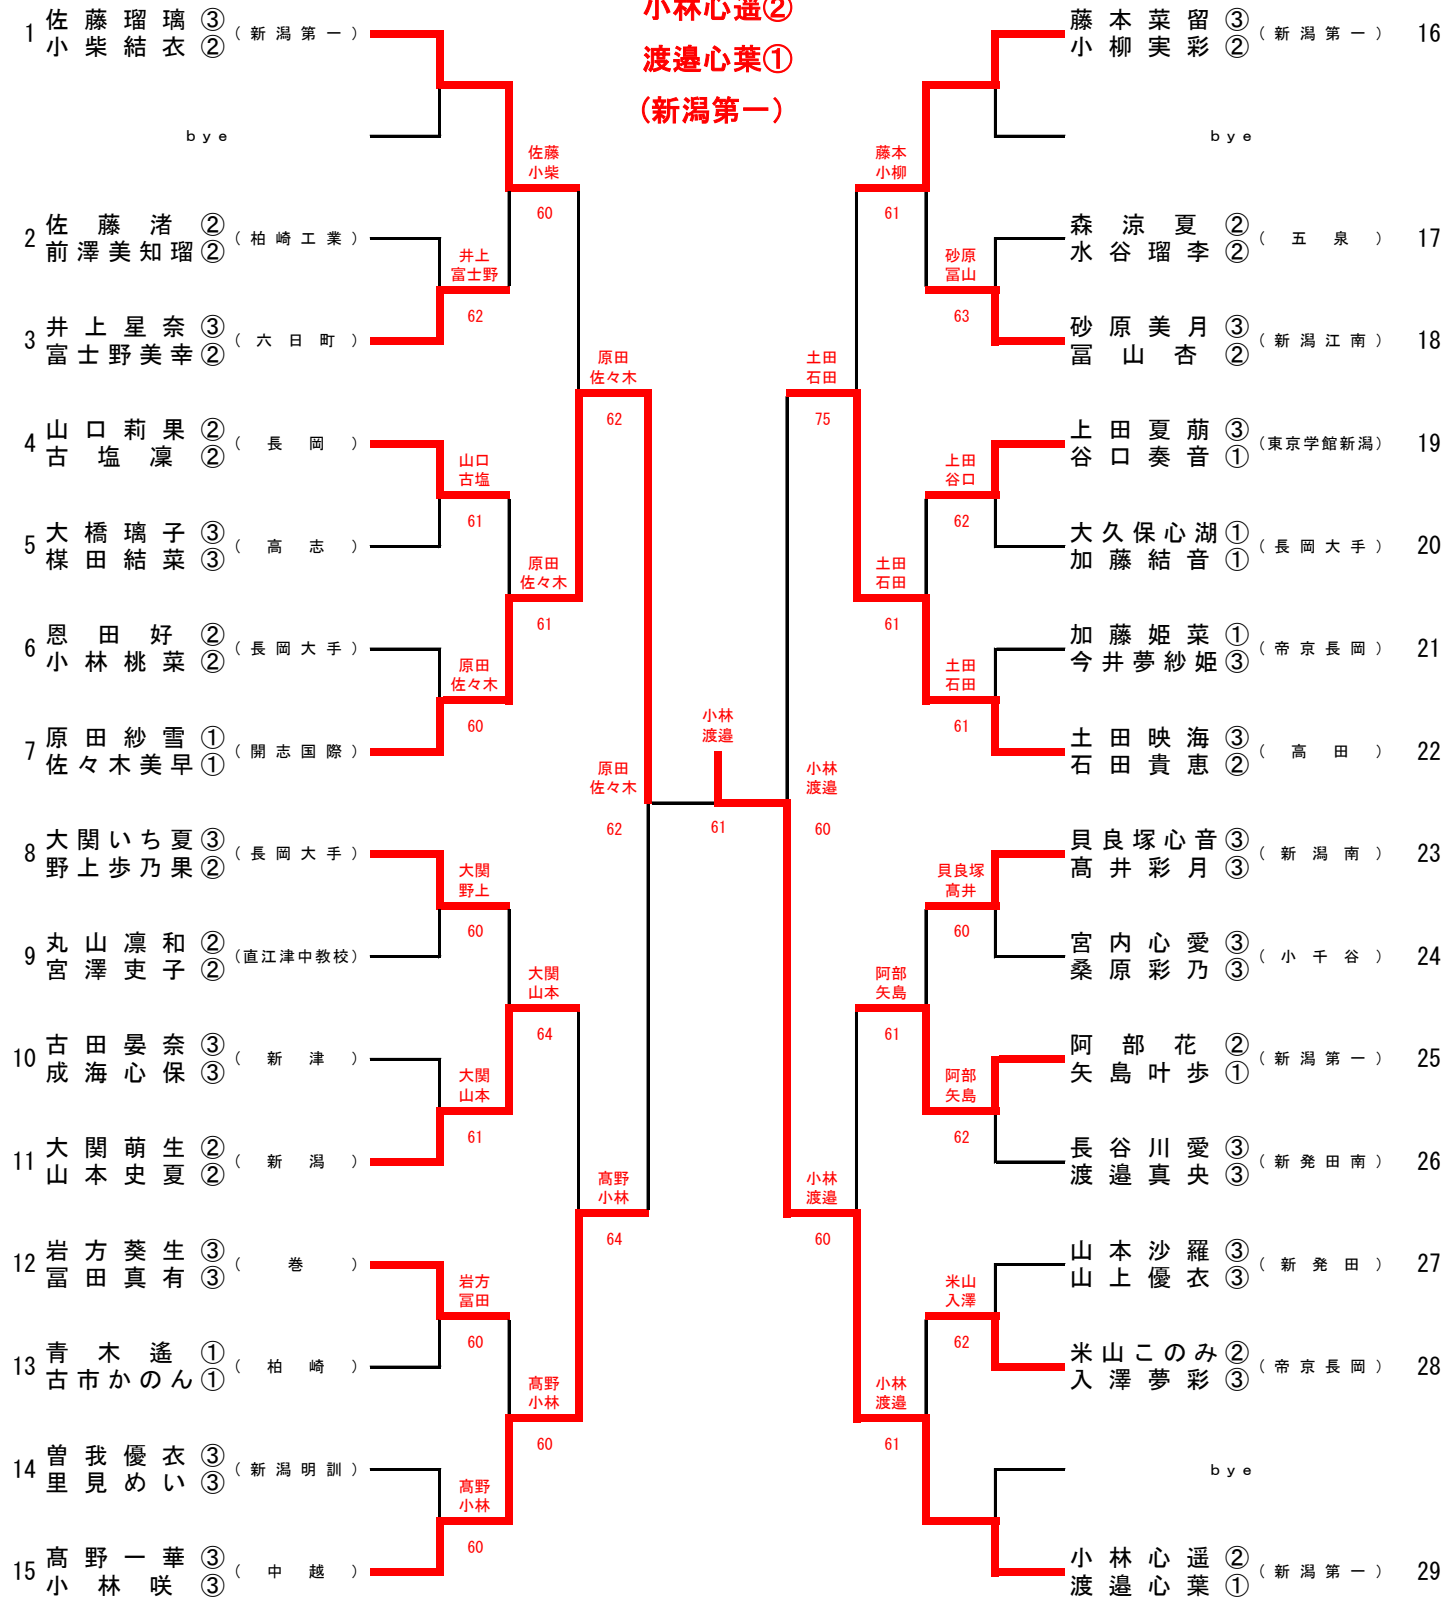 小林心遥②
渡邉心葉①
(新潟第一)
1 佐藤瑠璃③ (新潟第一)
小柴結衣②
bye
2 佐藤渚② (柏崎工業)
前澤美知瑠②
3 井上星奈③ (六日町)
富士野美幸②
4 山口莉果② (長岡)
古塩凜②
5 大橋璃子③ (高志)
楳田結菜③
6 恩田好② (長岡大手)
小林桃菜②
7 原田紗雪① (開志国際)
佐々木美早①
8 大関いち夏③ (長岡大手)
野上歩乃果②
9 丸山凛和② (直江津中教校)
宮澤吏子②
10 古田晏奈③ (新津)
成海心保③
11 大関萌生② (新潟)
山本史夏②
12 岩方葵生③ (巻)
冨田真有③
13 青木遙① (柏崎)
古市かのん①
14 曽我優衣③ (新潟明訓)
里見めい③
15 髙野一華③ (中越)
小林咲③
井上
富士野
62
山口
古塩
61
原田
佐々木
60
大関
野上
60
大関
山本
61
岩方
冨田
60
髙野
小林
60
佐藤
小柴
60
原田
佐々木
61
大関
山本
64
髙野
小林
60
原田
佐々木
62
髙野
小林
64
原田
佐々木
62
小林
渡邉
61
小林
渡邉
60
土田
石田
75
小林
渡邉
60
藤本
小柳
61
土田
石田
61
阿部
矢島
61
小林
渡邉
61
砂原
冨山
63
上田
谷口
62
土田
石田
61
貝良塚
髙井
60
阿部
矢島
62
米山
入澤
62
藤本菜留③ (新潟第一) 16
小柳実彩②
bye
森涼夏② (五泉) 17
水谷瑠李②
砂原美月③ (新潟江南) 18
冨山杏②
上田夏萠③ (東京学館新潟) 19
谷口奏音①
大久保心湖① (長岡大手) 20
加藤結音①
加藤姫菜① (帝京長岡) 21
今井夢紗姫③
土田映海③ (高田) 22
石田貴恵②
貝良塚心音③ (新潟南) 23
髙井彩月③
宮内心愛③ (小千谷) 24
桑原彩乃③
阿部花② (新潟第一) 25
矢島叶歩①
長谷川愛③ (新発田南) 26
渡邉真央③
山本沙羅③ (新発田) 27
山上優衣③
米山このみ② (帝京長岡) 28
入澤夢彩③
bye
小林心遥② (新潟第一) 29
渡邉心葉①